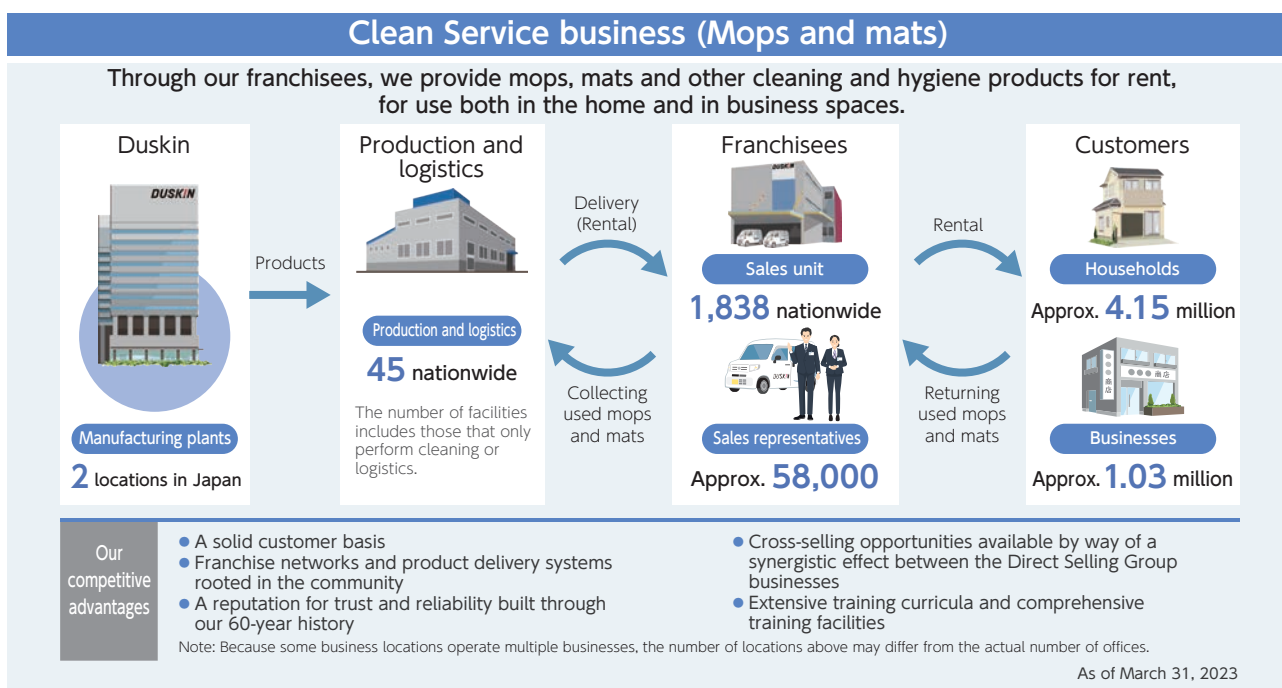 Clean Service business (Mops and mats)
Through our franchisees, we provide mops, mats and other cleaning and hygiene products for rent,
for use both in the home and in business spaces.
Duskin
DUSKIN
Manufacturing plants
2 locations in Japan
Products
Production and
logistics
Production and logistics
45 nationwide
The number of facilities
includes those that only
perform cleaning or
logistics.
Delivery
(Rental)
Collecting
used mops
and mats
Franchisees
DUSKIN
Sales unit
1,838 nationwide
DUSKIN
Sales representatives
Approx. 58,000
Rental
Returning
used mops
and mats
Customers
Households
Approx. 4.15 million
●●● 商店
●●●商店
Businesses
Approx. 1.03 million
Our
competitive
advantages
● A solid customer basis
● Franchise networks and product delivery systems
rooted in the community
● A reputation for trust and reliability built through
our 60-year history
● Cross-selling opportunities available by way of a
synergistic effect between the Direct Selling Group
businesses
● Extensive training curricula and comprehensive
training facilities
Note: Because some business locations operate multiple businesses, the number of locations above may differ from the actual number of offices.
As of March 31, 2023